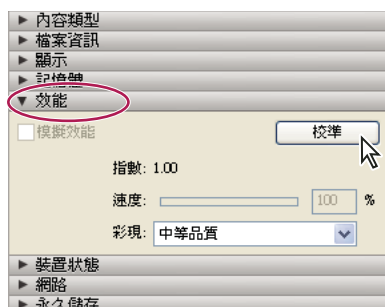 內容類型
檔案資訊
顯示
記憶體
效能
模擬效能
校準
指數: 1.00
速度: 100 %
彩現: 中等品質
裝置狀態
網路
永久儲存